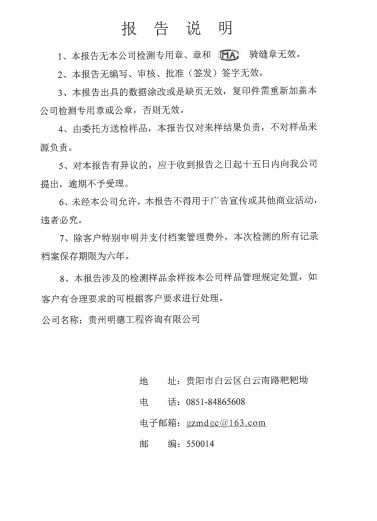 报 告 说 明
1、本报告无本公司检测专用章、章和 MA 骑缝章无效。
2、本报告无编写、审核、批准（签发）签字无效。
3、本报告出具的数据涂改或是缺页无效，复印件需重新加盖本
公司检测专用章或公章，否则无效。
4、由委托方送检样品，本报告仅对来样结果负责，不对样品来
源负责。
5、对本报告有异议的，应于收到报告之日起十五日内向我公司
提出，逾期不予受理。
6、未经本公司允许，本报告不得用于广告宣传或其他商业活动，
违者必究。
7、除客户特别申明并支付档案管理费外，本次检测的所有记录
档案保存期限为六年。
8、本报告涉及的检测样品余样按本公司样品管理规定处置，如
客户有合理要求的可根据客户要求进行处理。
公司名称：贵州明德工程咨询有限公司
地 址：贵阳市白云区白云南路粑粑坳
电 话：0851-84865608
电子邮箱：gzmdgc@163.com
邮 编：550014